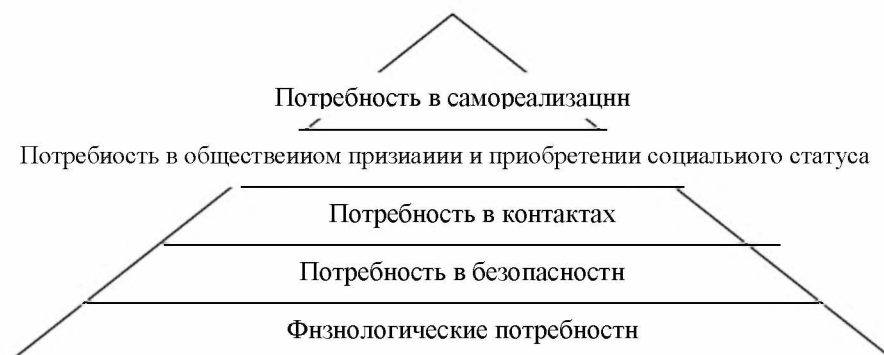 Потребность в самореализацнн
Потребиость в обществеииом призиаиии и приобретении социальиого статуса
Потребность в контактах
Потребность в безопасностн
Фнзнологические потребностн